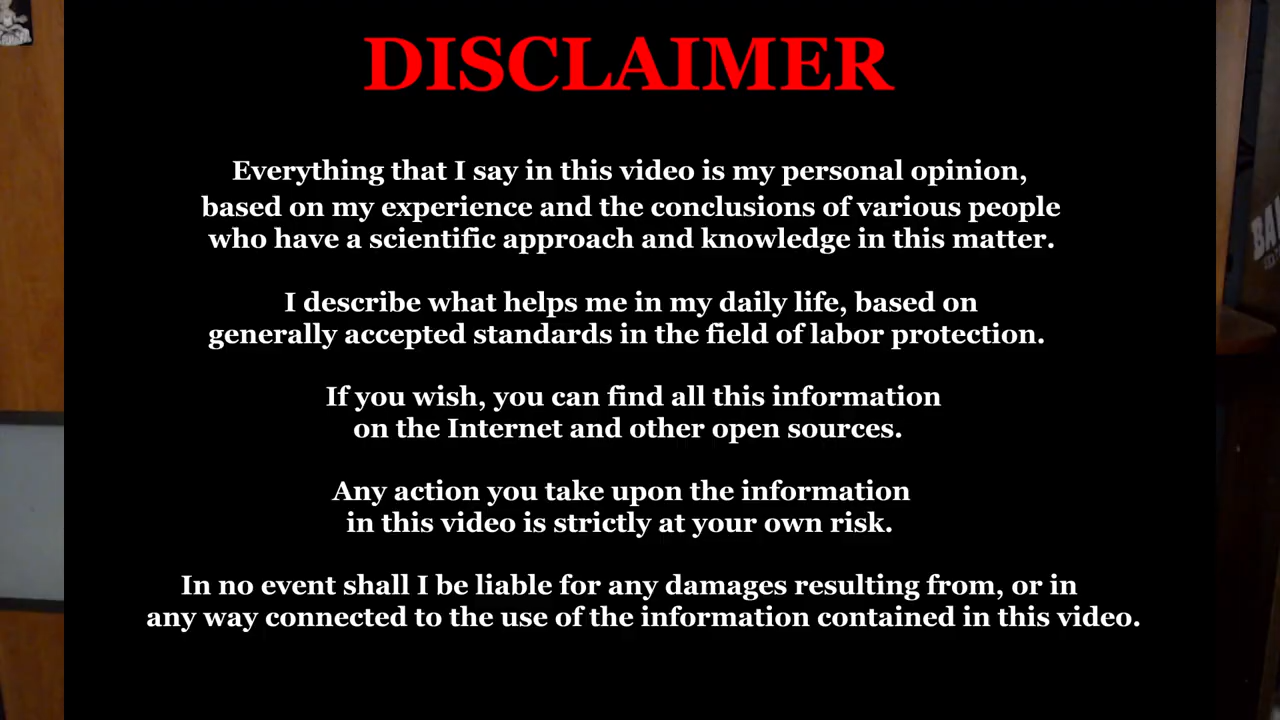 DISCLAIMER
Everything that I say in this video is my personal opinion,
based on my experience and the conclusions of various people
who have a scientific approach and knowledge in this matter.
I describe what helps me in my daily life, based on
generally accepted standards in the field of labor protection.
If you wish, you can find all this information
on the Internet and other open sources.
Any action you take upon the information
in this video is strictly at your own risk.
In no event shall I be liable for any damages resulting from, or in
any way connected to the use of the information contained in this video.